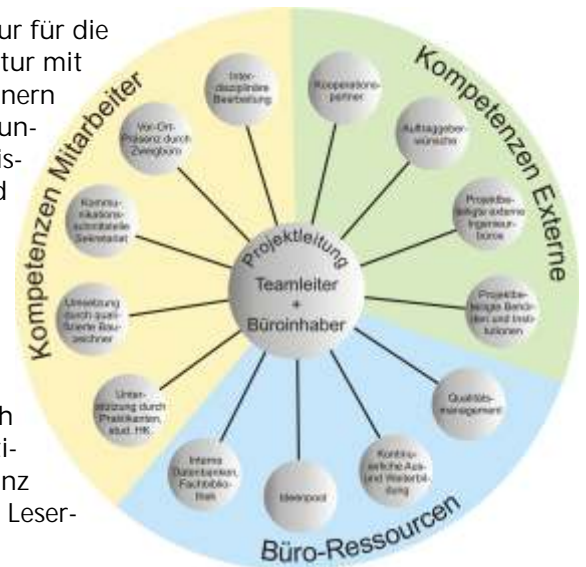 ur für die
tur mit
nern
un-
is-
d
h
i-
nz
Leser-
Kompetenzen Mitarbeiter
Inter-
disziplinäre
Bearbeitung
Vor-Ort-
Präsenz durch
Zweigbüro
Kommu-
nikations-
schnittstelle
Sekretariat
Umsetzung
durch quali-
fizierte Bau-
zeichner
Unter-
stützung durch
Praktikanten,
stud. HK
Kompetenzen Externe
Kooperations-
partner
Auftraggeber-
wünsche
Projektbe-
teiligte externe
Ingenieur-
büros
Projektbe-
teiligte Behör-
den und Insti-
tutionen
Projektleitung
Teamleiter
+
Büroinhaber
Büro-Ressourcen
Qualitäts-
management
Kontinu-
ierliche Aus-
und Weiterbil-
dung
Ideenpool
Interne
Datenbanken,
Fachbiblio-
thek